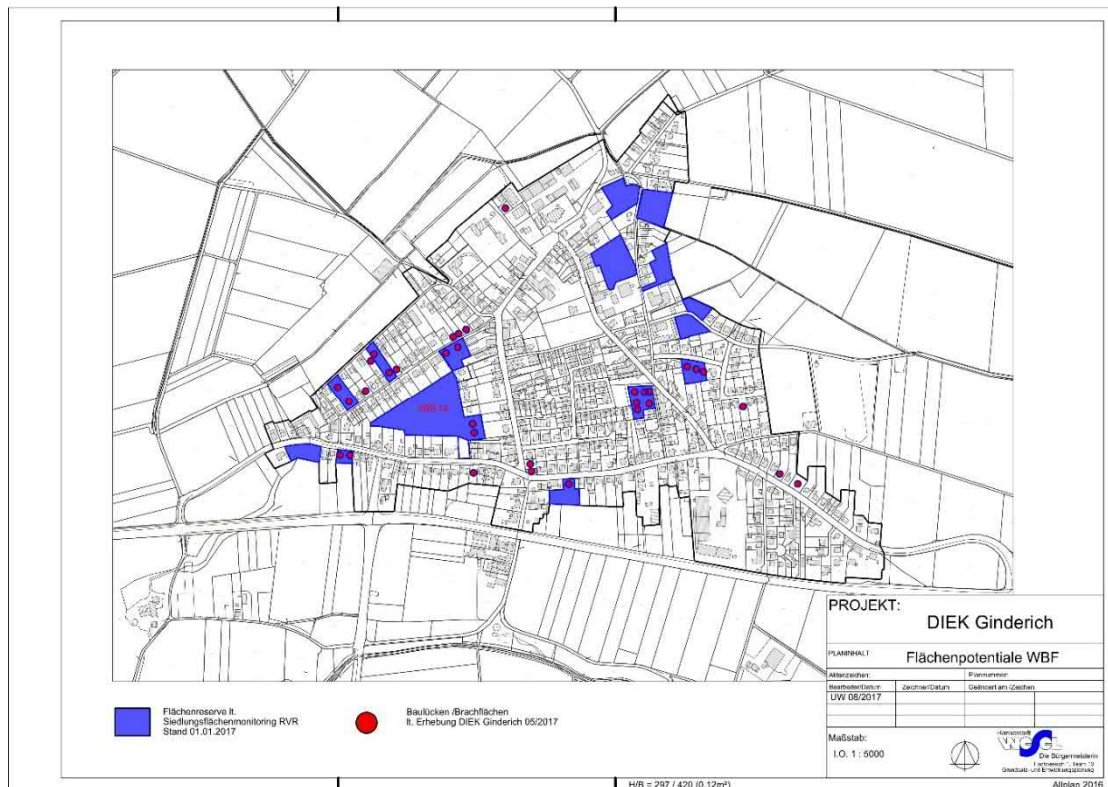 Flächenreserve lt.
Siedlungsflächenmonitoring RVR
Stand 01.01.2017
Baulücken /Brachflächen
lt. Erhebung DIEK Ginderich 05/2017
PROJEKT:
DIEK Ginderich
PLANINHALT
Flächenpotentiale WBF
Aktenzeichen:
Plannummer:
Bearbeiter/Datum
Zeichner/Datum
Geändert am /Zeichen
UW 08/2017
Maßstab:
I.O. 1 : 5000
Hansestadt
WESEL
Die Bürgermeisterin
H/B = 297 / 420 (0.12m²)
Allplan 2016